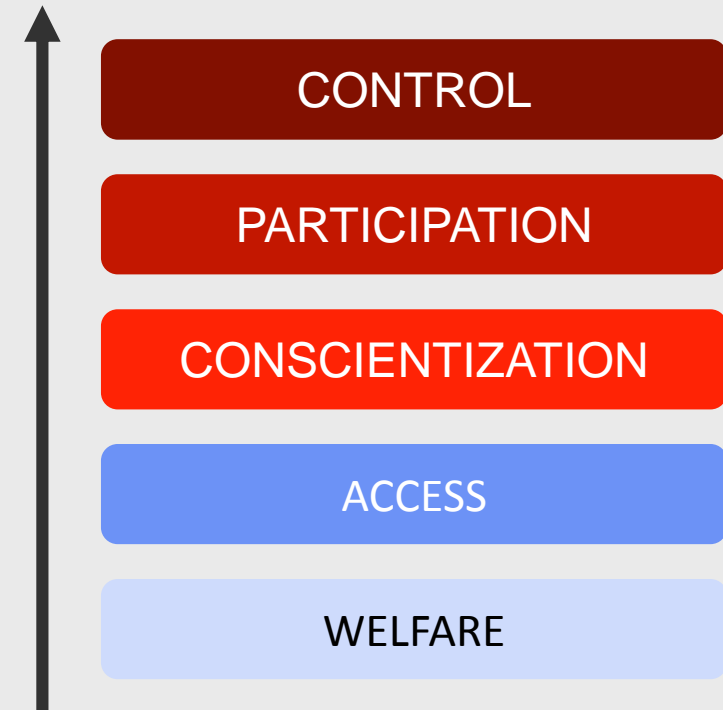 CONTROL
PARTICIPATION
CONSCIENTIZATION
ACCESS
WELFARE